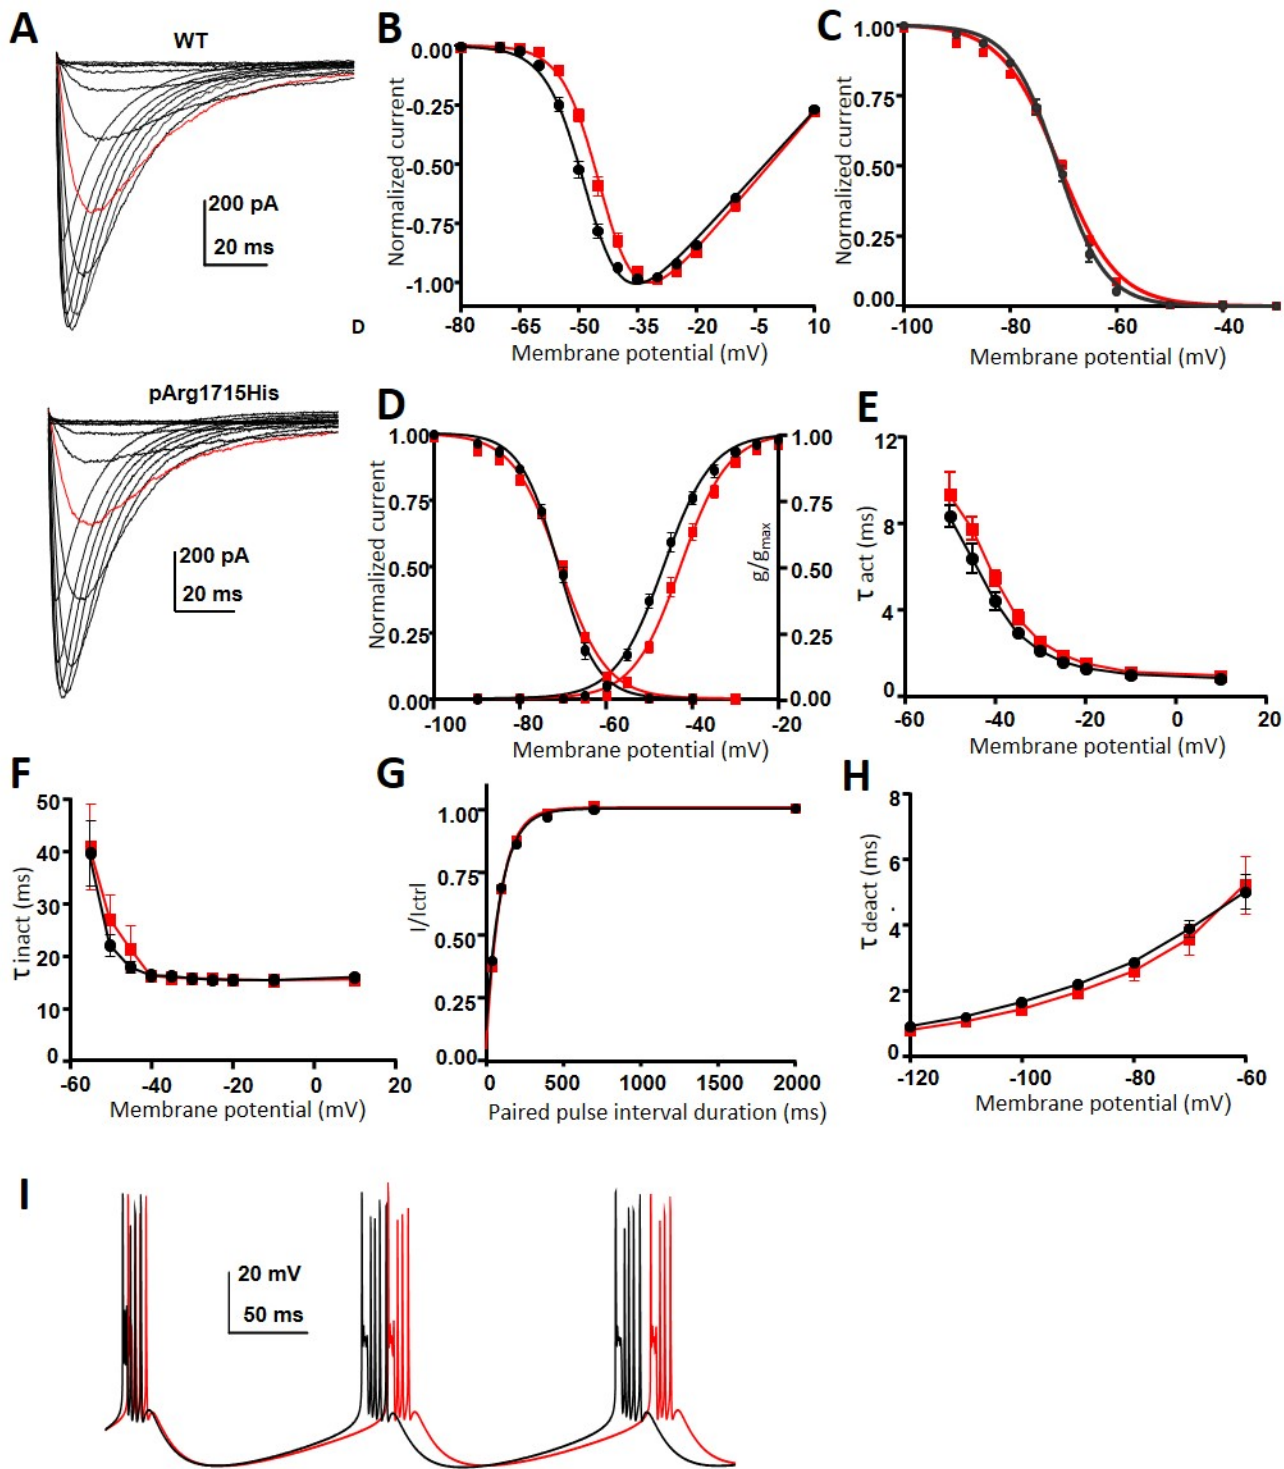 A
WT
200 pA
20 ms
D
pArg1715His
200 pA
20 ms
B
Normalized current
0.00
-0.25
-0.50
-0.75
-1.00
-80 -65 -50 -35 -20 -5 10
Membrane potential (mV)
C
Normalized current
1.00
0.75
0.50
0.25
0.00
-100 -80 -60 -40
Membrane potential (mV)
D
Normalized current
1.00
0.75
0.50
0.25
0.00
g/gmax
1.00
0.75
0.50
0.25
0.00
-100 -80 -60 -40 -20
Membrane potential (mV)
E
τ act (ms)
12
8
4
0
-60 -40 -20 0 20
Membrane potential (mV)
F
τ inact (ms)
50
40
30
20
10
0
-60 -40 -20 0 20
Membrane potential (mV)
G
I/Ictrl
1.00
0.75
0.50
0.25
0.00
0 500 1000 1500 2000
Paired pulse interval duration (ms)
H
τ deact (ms)
8
6
4
2
0
-120 -100 -80 -60
Membrane potential (mV)
I
20 mV
50 ms